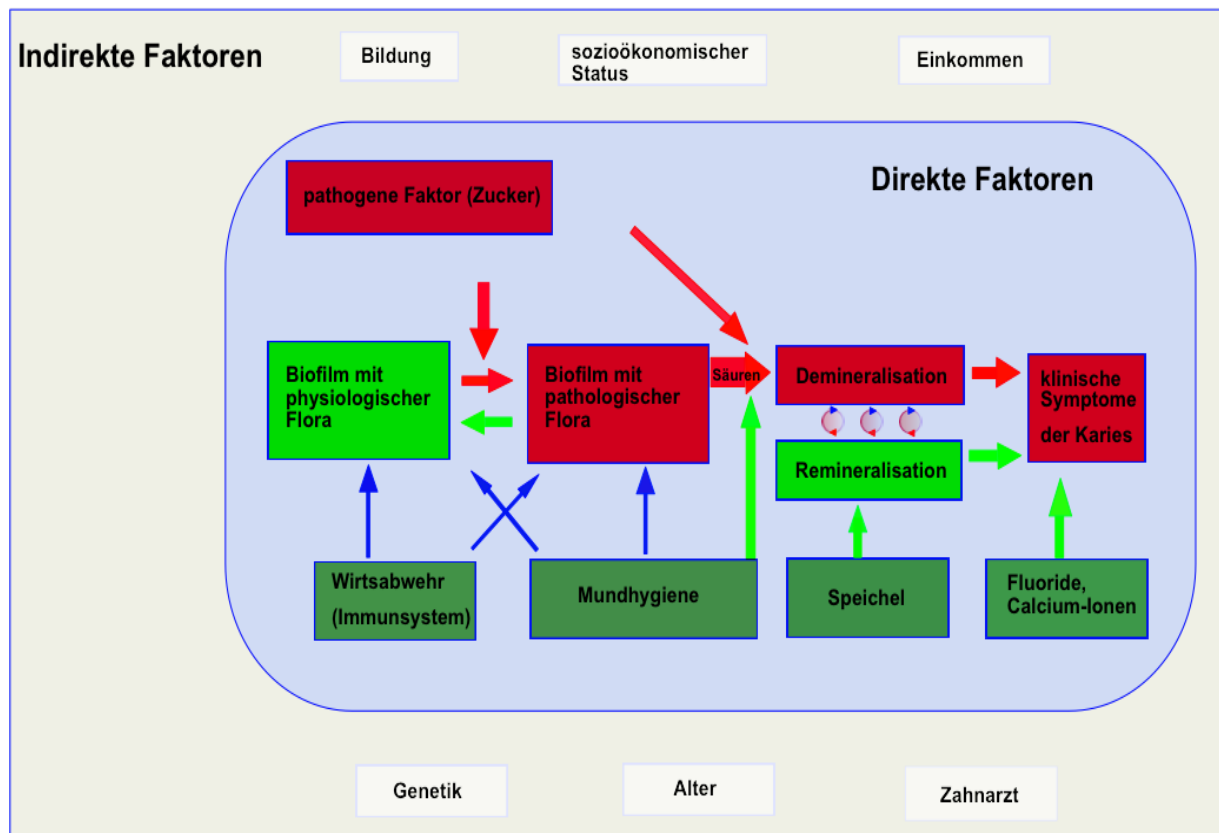 Indirekte Faktoren
Bildung
sozioökonomischer
Status
Einkommen
pathogene Faktor (Zucker)
Direkte Faktoren
Biofilm mit
physiologischer
Flora
Biofilm mit
pathologischer
Flora
Säuren
Demineralisation
klinische
Symptome
der Karies
Remineralisation
Wirtsabwehr
(Immunsystem)
Mundhygiene
Speichel
Fluoride,
Calcium-Ionen
Genetik
Alter
Zahnarzt